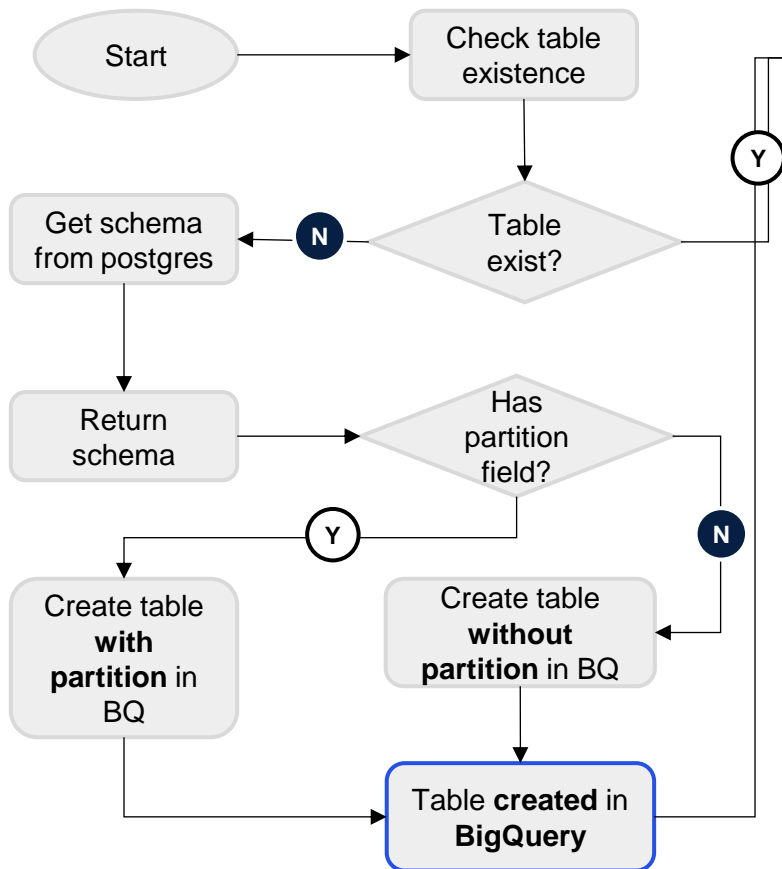 Start
Check table
existence
Y
Table
exist?
N
Get schema
from postgres
Return
schema
Has
partition
field?
Y
N
Create table
with
partition in
BQ
Create table
without
partition in BQ
Table created in
BigQuery